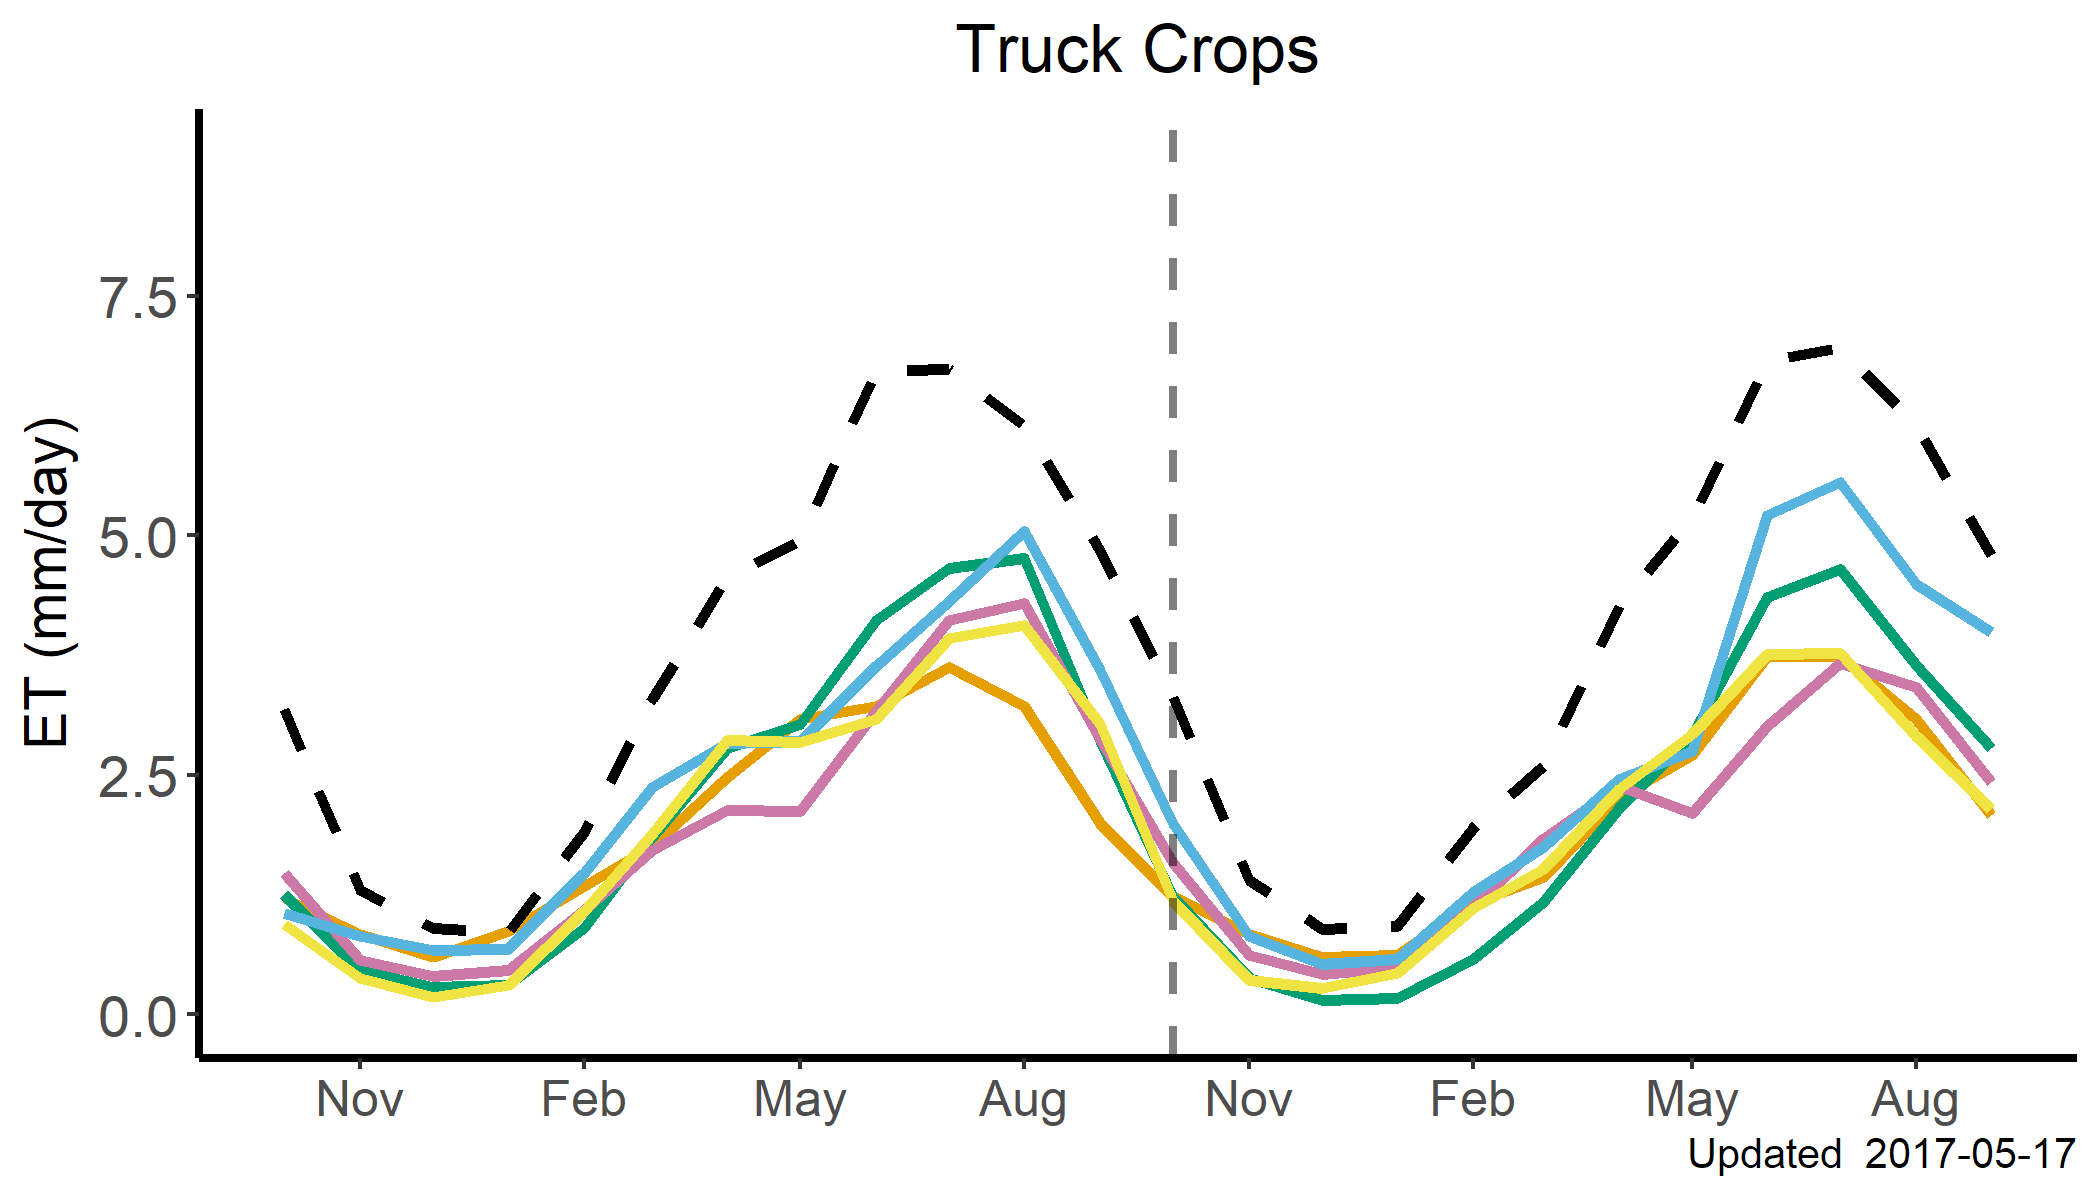 Truck Crops
ET (mm/day)
7.5
5.0
2.5
0.0
Nov Feb May Aug Nov Feb May Aug
Updated  2017-05-17